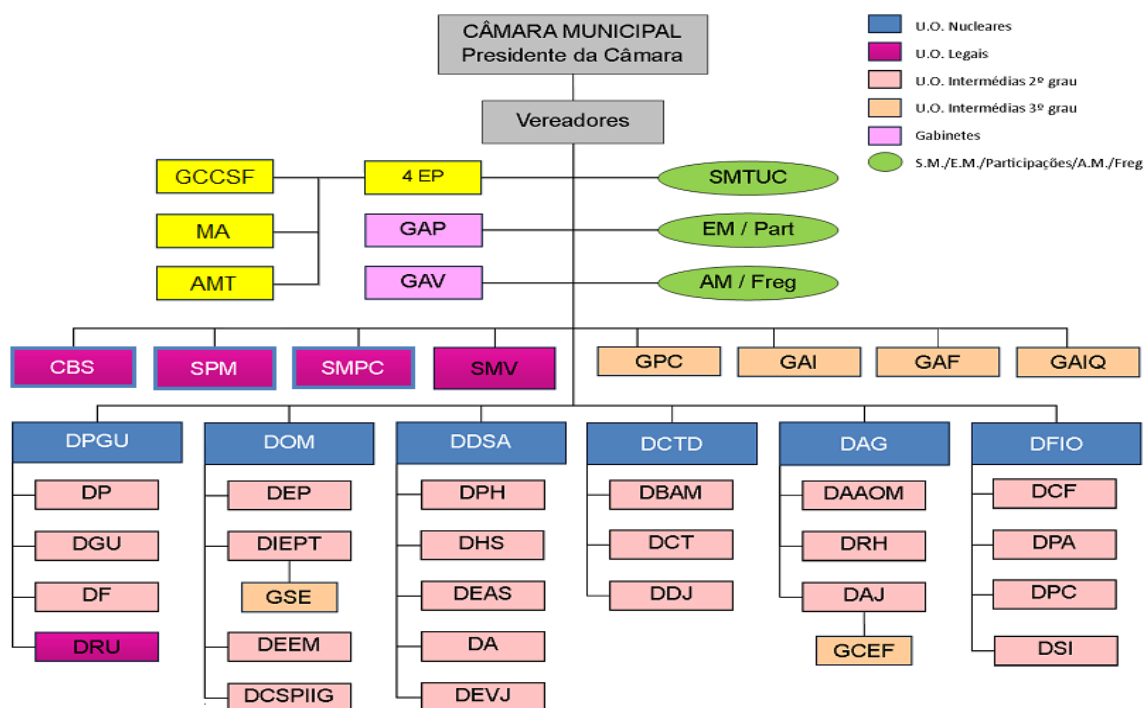 CÂMARA MUNICIPAL
Presidente da Câmara
Vereadores
U.O. Nucleares
U.O. Legais
U.O. Intermédias 2º grau
U.O. Intermédias 3º grau
Gabinetes
S.M./E.M./Participações/A.M./Freg
GCCSF
4 EP
SMTUC
MA
GAP
EM / Part
AMT
GAV
AM / Freg
CBS
SPM
SMPC
SMV
GPC
GAI
GAF
GAIQ
DPGU
DOM
DDSA
DCTD
DAG
DFIO
DP
DEP
DPH
DBAM
DAAOM
DCF
DGU
DIEPT
DHS
DCT
DRH
DPA
DF
GSE
DEAS
DDJ
DAJ
DPC
DRU
DEEM
DA
GCEF
DSI
DCSPIIG
DEVJ